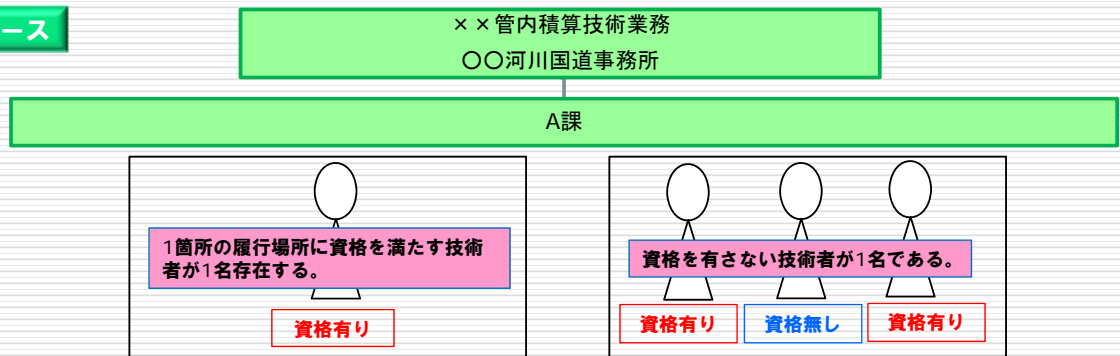 ース
××管内積算技術業務
〇〇河川国道事務所
A課
1箇所の履行場所に資格を満たす技術
者が1名存在する。
資格を有さない技術者が1名である。
資格有り
資格有り
資格無し
資格有り